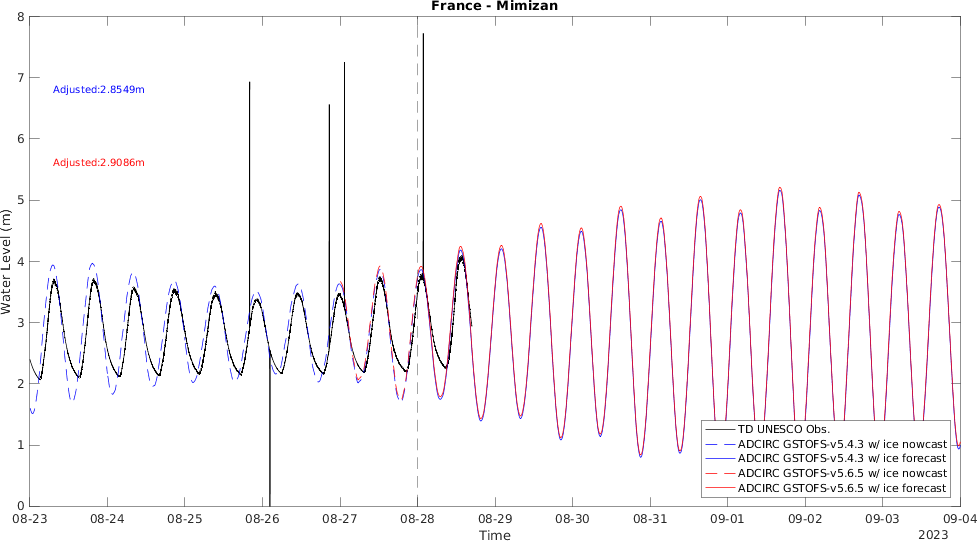 France - Mimizan
8
7
6
5
4
3
2
1
0
Water Level (m)
Adjusted:2.8549m
Adjusted:2.9086m
TD UNESCO Obs.
ADCIRC GSTOFS-v5.4.3 w/ ice nowcast
ADCIRC GSTOFS-v5.4.3 w/ ice forecast
ADCIRC GSTOFS-v5.6.5 w/ ice nowcast
ADCIRC GSTOFS-v5.6.5 w/ ice forecast
08-23 08-24 08-25 08-26 08-27 08-28 08-29 08-30 08-31 09-01 09-02 09-03 09-04
Time
2023